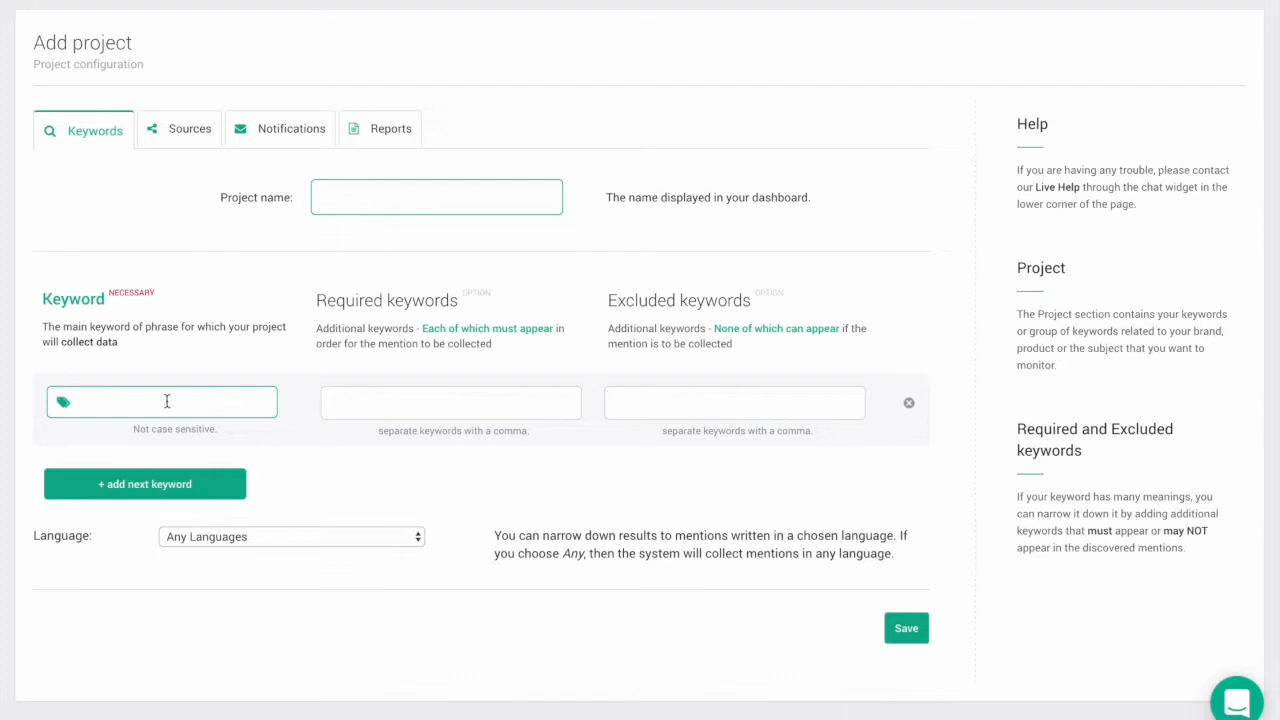 Add project
Project configuration
Keywords
Sources
Notifications
Reports
Project name:
The name displayed in your dashboard.
Keyword NECESSARY
The main keyword of phrase for which your project
will collect data
Required keywords OPTION
Additional keywords - Each of which must appear in
order for the mention to be collected
Excluded keywords OPTION
Additional keywords - None of which can appear if the
mention is to be collected
Not case sensitive.
separate keywords with a comma.
separate keywords with a comma.
+ add next keyword
Language:
Any Languages
You can narrow down results to mentions written in a chosen language. If
you choose Any, then the system will collect mentions in any language.
Save
Help
If you are having any trouble, please contact
our Live Help through the chat widget in the
lower corner of the page.
Project
The Project section contains your keywords
or group of keywords related to your brand,
product or the subject that you want to
monitor.
Required and Excluded
keywords
If your keyword has many meanings, you
can narrow it down it by adding additional
keywords that must appear or may NOT
appear in the discovered mentions.